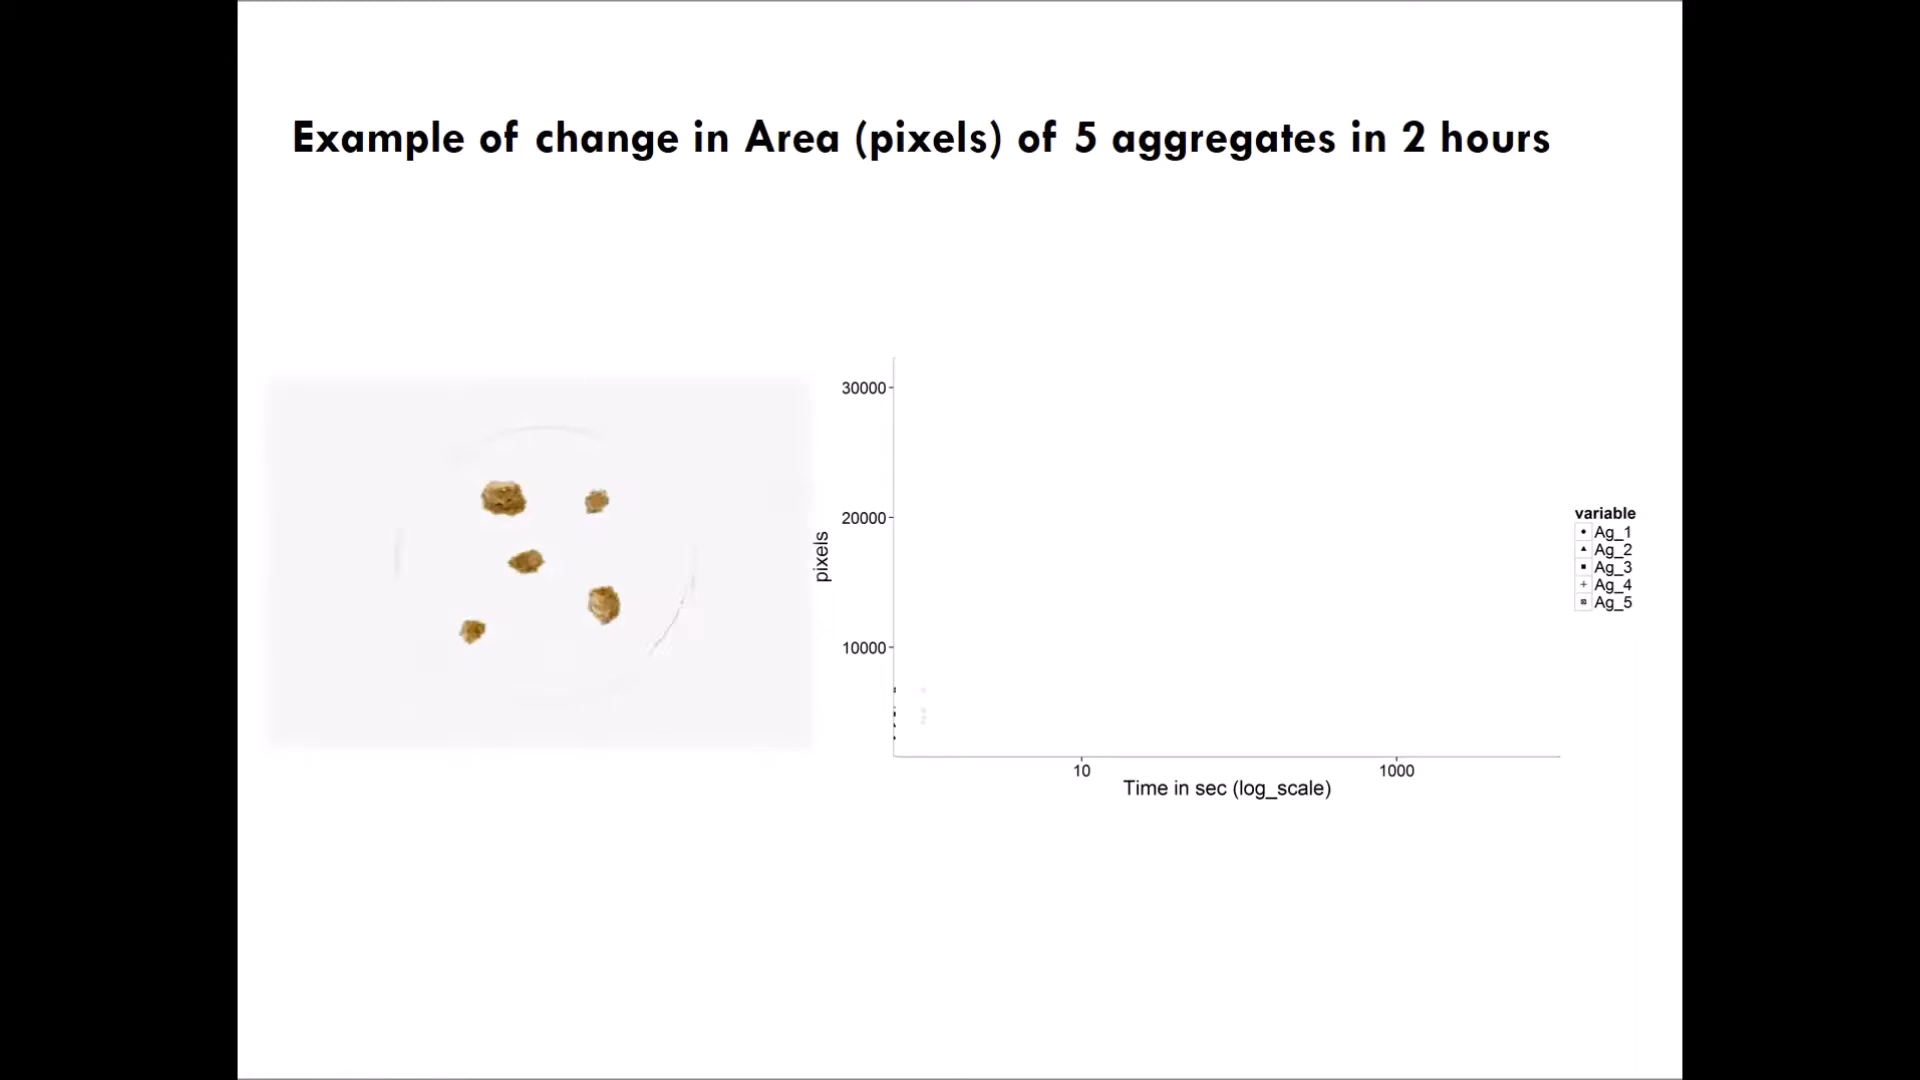 Example of change in Area (pixels) of 5 aggregates in 2 hours
30000
20000
10000
pixels
10
1000
Time in sec (log_scale)
variable
Ag_1
Ag_2
Ag_3
Ag_4
Ag_5